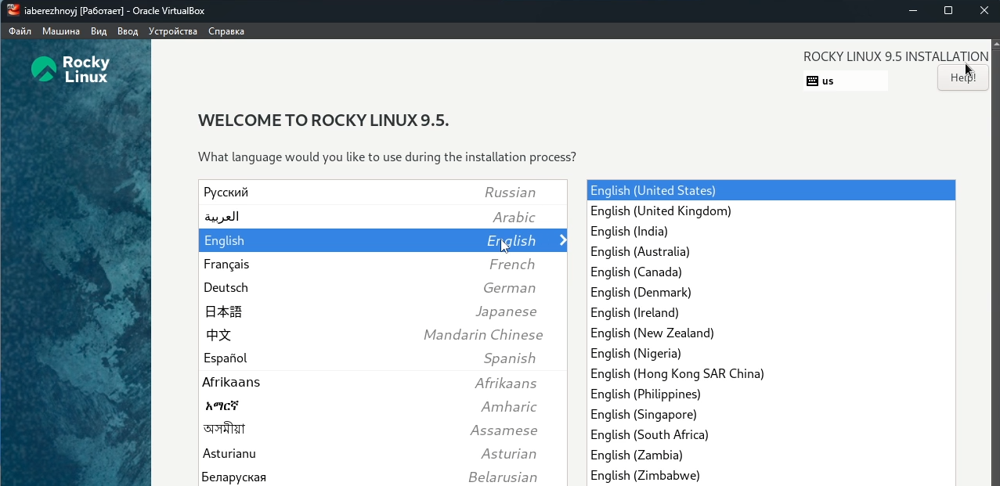 iaberezhnoyj [Работает] - Oracle VirtualBox
Файл Машина Вид Ввод Устройства Справка
Rocky
Linux
ROCKY LINUX 9.5 INSTALLATION
us
Help!
WELCOME TO ROCKY LINUX 9.5.
What language would you like to use during the installation process?
Русский Russian
العربية Arabic
English English
Français French
Deutsch German
日本語 Japanese
中文 Mandarin Chinese
Español Spanish
Afrikaans Afrikaans
አማርኛ Amharic
অসমীয়া Assamese
Asturianu Asturian
Беларуская Belarusian
English (United States)
English (United Kingdom)
English (India)
English (Australia)
English (Canada)
English (Denmark)
English (Ireland)
English (New Zealand)
English (Nigeria)
English (Hong Kong SAR China)
English (Philippines)
English (Singapore)
English (South Africa)
English (Zambia)
English (Zimbabwe)